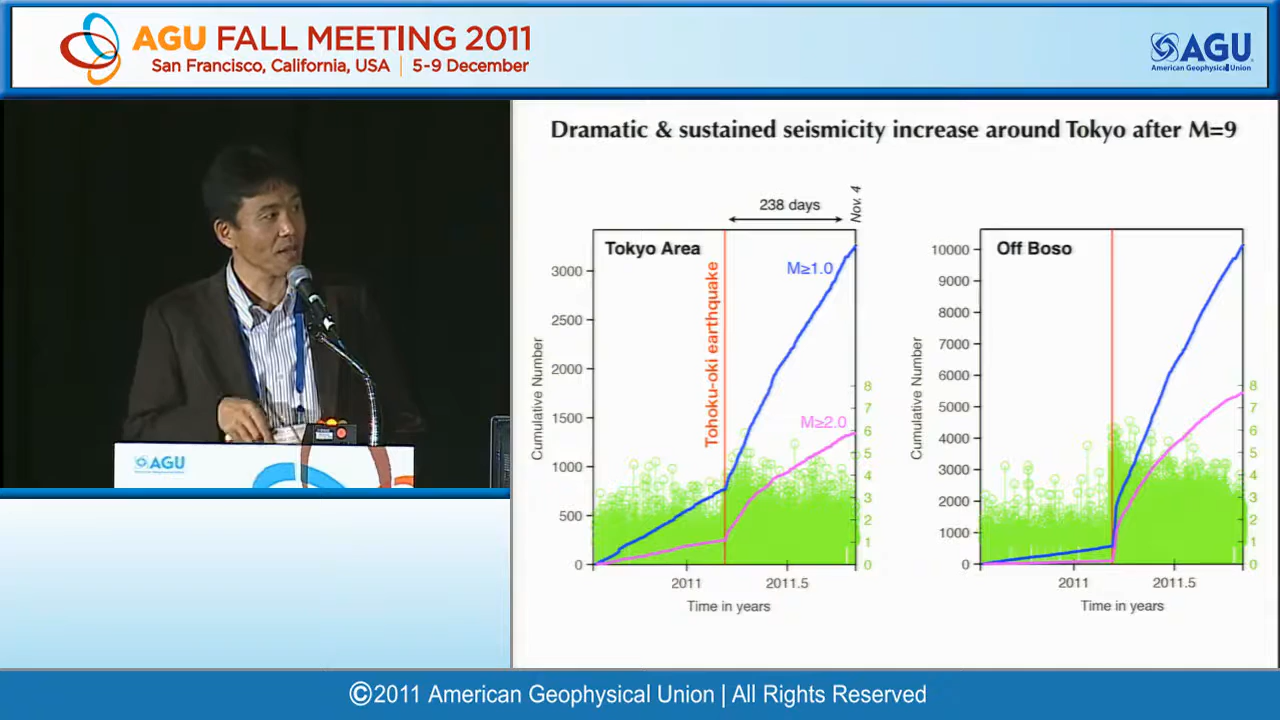 AGU FALL MEETING 2011
San Francisco, California, USA | 5-9 December
AGU
American Geophysical Union
Dramatic & sustained seismicity increase around Tokyo after M=9
238 days
Nov. 4
Tokyo Area
M≥1.0
M≥2.0
Tohoku-oki earthquake
Cumulative Number
3000
2500
2000
1500
1000
500
0
8
7
6
5
4
3
2
1
0
2011
2011.5
Time in years
Off Boso
Cumulative Number
10000
9000
8000
7000
6000
5000
4000
3000
2000
1000
0
8
7
6
5
4
3
2
1
0
2011
2011.5
Time in years
AGU
©2011 American Geophysical Union | All Rights Reserved